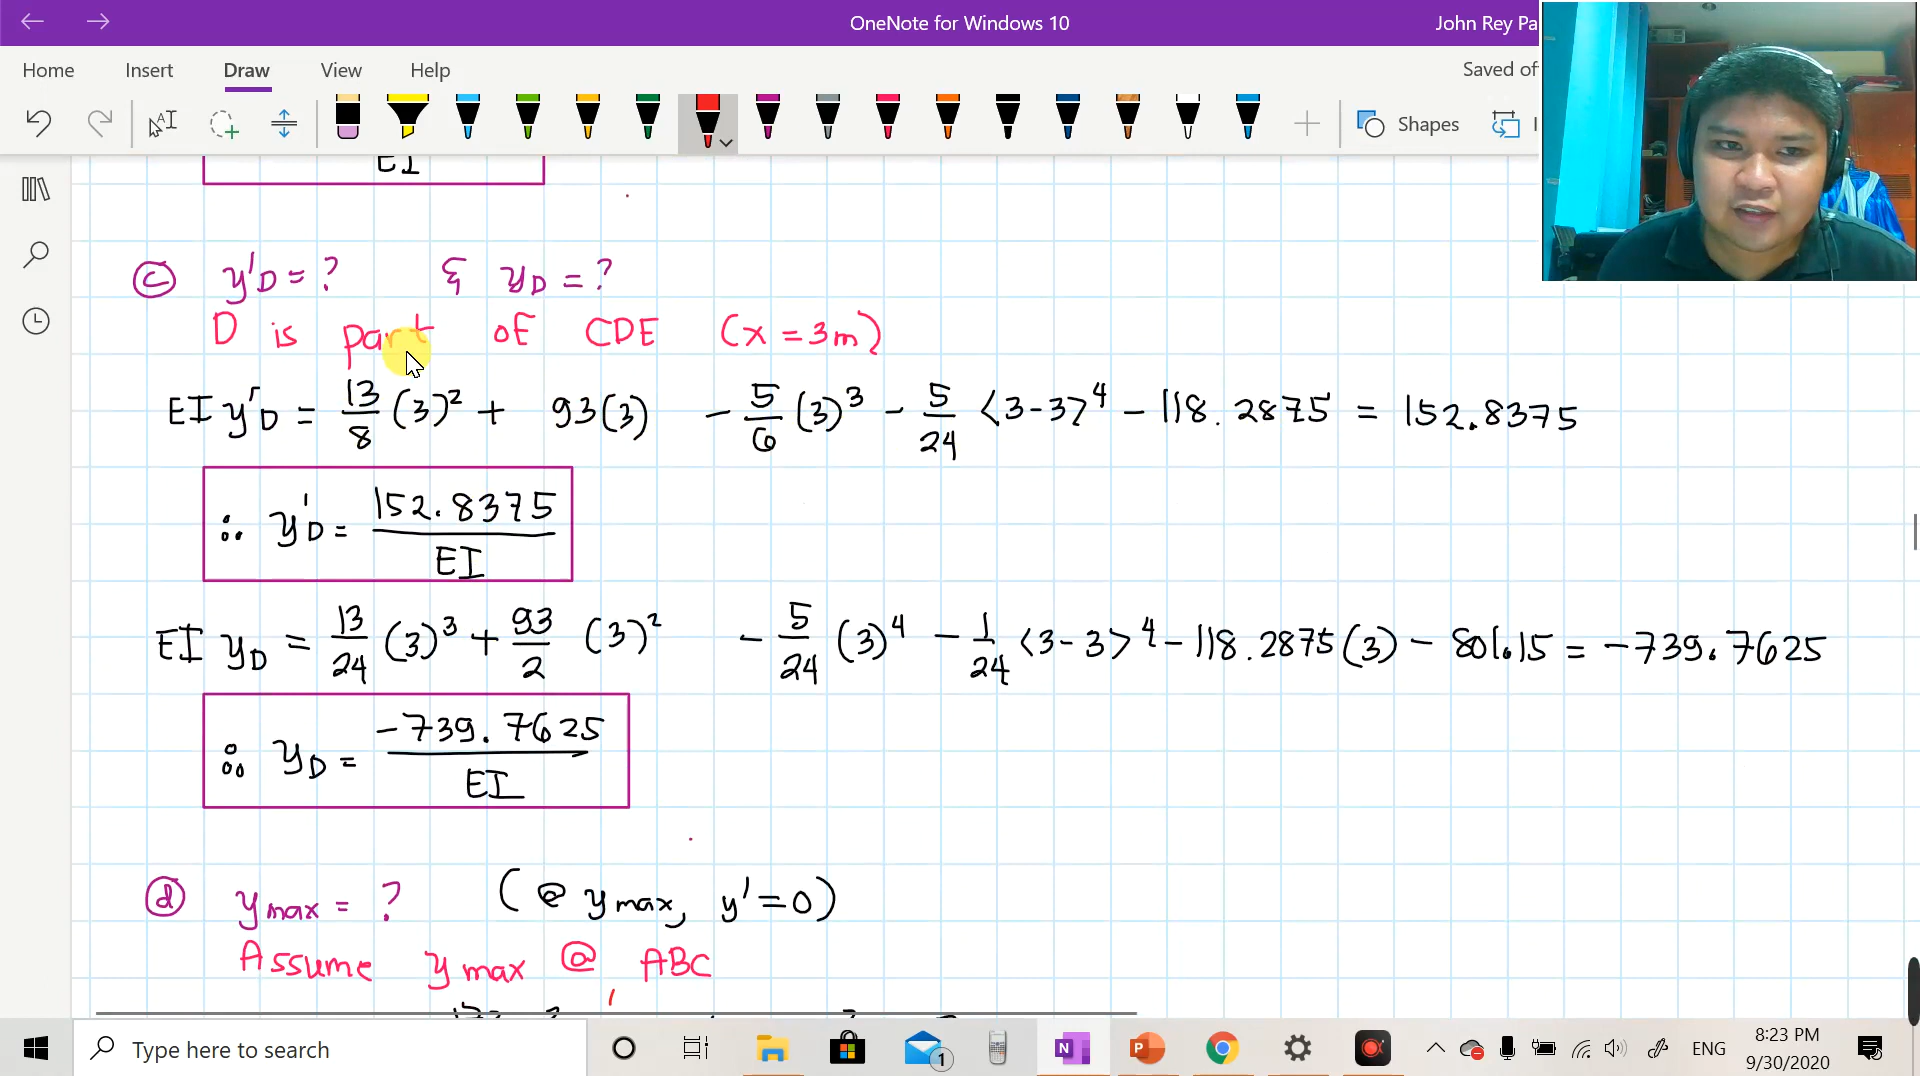 OneNote for Windows 10
John Rey Pa
Home Insert Draw View Help
Saved of
Shapes
EI
Ⓒ y'D = ? & yD = ?
D is part of CDE (x = 3m)
EI y'D = 13/8 (3)² + 93(3) - 5/6 (3)³ - 5/24 ⟨3-3⟩⁴ - 118.2875 = 152.8375
∴ y'D = 152.8375/EI
EI yD = 13/24 (3)³ + 93/2 (3)² - 5/24 (3)⁴ - 1/24 ⟨3-3⟩⁴ - 118.2875(3) - 801.15 = -739.7625
∴ yD = -739.7625/EI
ⓓ ymax = ? (@ ymax, y' = 0)
Assume ymax @ ABC
Type here to search
1
ENG
8:23 PM
9/30/2020